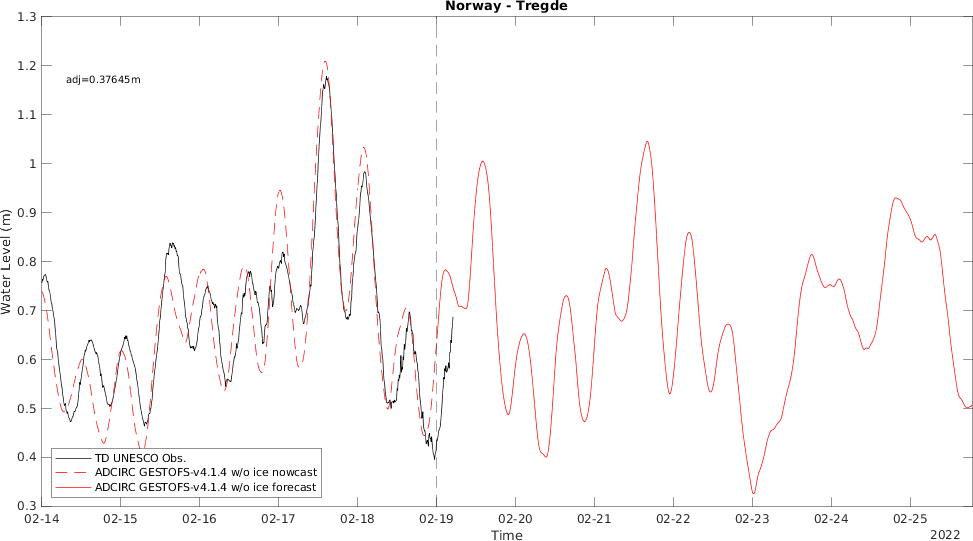 Norway - Tregde
1.3
1.2
1.1
1
0.9
0.8
0.7
0.6
0.5
0.4
0.3
Water Level (m)
adj=0.37645m
TD UNESCO Obs.
ADCIRC GESTOFS-v4.1.4 w/o ice nowcast
ADCIRC GESTOFS-v4.1.4 w/o ice forecast
02-14 02-15 02-16 02-17 02-18 02-19 02-20 02-21 02-22 02-23 02-24 02-25
Time
2022